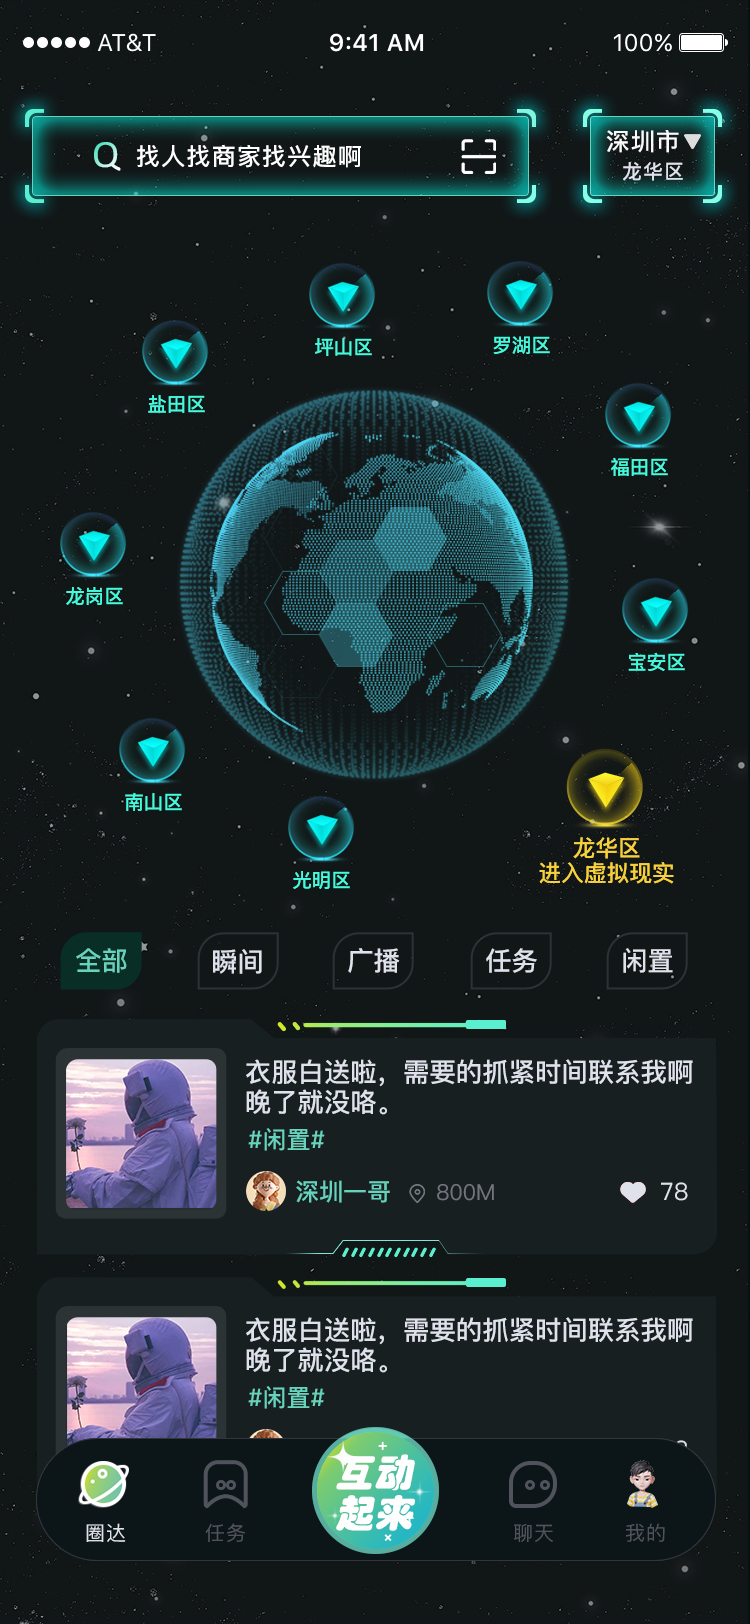 AT&T 9:41 AM 100%
找人找商家找兴趣啊
深圳市
龙华区
坪山区
罗湖区
盐田区
福田区
龙岗区
宝安区
南山区
龙华区
进入虚拟现实
光明区
全部 瞬间 广播 任务 闲置
衣服白送啦，需要的抓紧时间联系我啊
晚了就没咯。
#闲置#
深圳一哥 800M 78
衣服白送啦，需要的抓紧时间联系我啊
晚了就没咯。
#闲置#
互动
起来
圈达 任务 聊天 我的